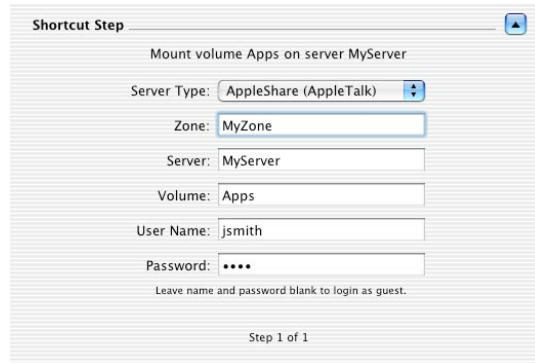 Shortcut Step
Mount volume Apps on server MyServer
Server Type: AppleShare (AppleTalk)
Zone: MyZone
Server: MyServer
Volume: Apps
User Name: jsmith
Password: ••••
Leave name and password blank to login as guest.
Step 1 of 1